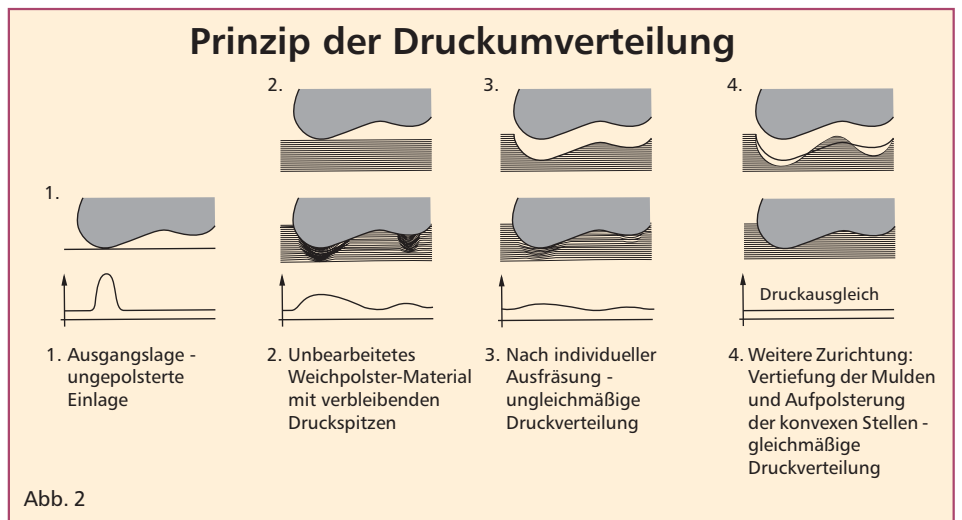 Prinzip der Druckumverteilung
1.
2.
3.
4.
Druckausgleich
1. Ausgangslage -
ungepolsterte
Einlage
2. Unbearbeitetes
Weichpolster-Material
mit verbleibenden
Druckspitzen
3. Nach individueller
Ausfräsung -
ungleichmäßige
Druckverteilung
4. Weitere Zurichtung:
Vertiefung der Mulden
und Aufpolsterung
der konvexen Stellen -
gleichmäßige
Druckverteilung
Abb. 2